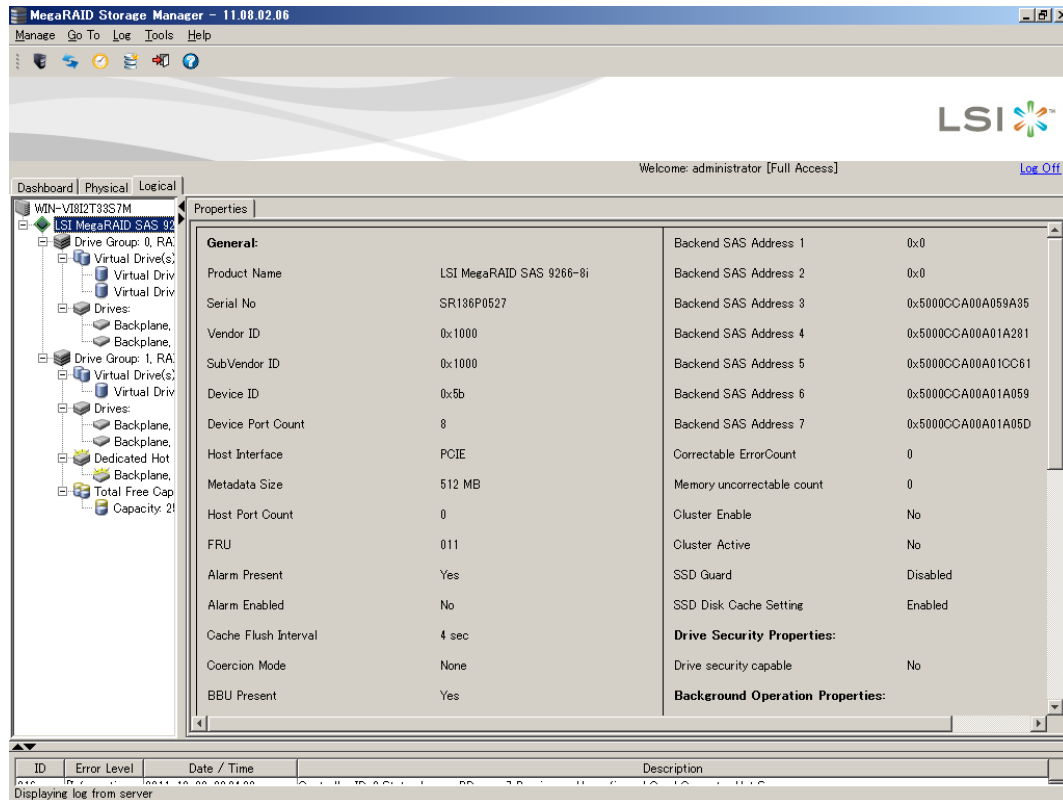 MegaRAID Storage Manager - 11.08.02.06
Manage Go To Log Tools Help
LSI
Welcome: administrator [Full Access]
Log Off
Dashboard Physical Logical
WIN-VI8I2T33S7M
LSI MegaRAID SAS 92
Drive Group: 0, RA
Virtual Drive(s)
Virtual Driv
Virtual Driv
Drives:
Backplane,
Backplane,
Drive Group: 1, RA
Virtual Drive(s)
Virtual Driv
Drives:
Backplane,
Backplane,
Dedicated Hot
Backplane,
Total Free Cap
Capacity: 2
Properties
General:
Product Name LSI MegaRAID SAS 9266-8i
Serial No SR136P0527
Vendor ID 0x1000
SubVendor ID 0x1000
Device ID 0x5b
Device Port Count 8
Host Interface PCIE
Metadata Size 512 MB
Host Port Count 0
FRU 011
Alarm Present Yes
Alarm Enabled No
Cache Flush Interval 4 sec
Coercion Mode None
BBU Present Yes
Backend SAS Address 1 0x0
Backend SAS Address 2 0x0
Backend SAS Address 3 0x5000CCA00A059A35
Backend SAS Address 4 0x5000CCA00A01A281
Backend SAS Address 5 0x5000CCA00A01CC61
Backend SAS Address 6 0x5000CCA00A01A059
Backend SAS Address 7 0x5000CCA00A01A05D
Correctable ErrorCount 0
Memory uncorrectable count 0
Cluster Enable No
Cluster Active No
SSD Guard Disabled
SSD Disk Cache Setting Enabled
Drive Security Properties:
Drive security capable No
Background Operation Properties:
ID Error Level Date / Time Description
Displaying log from server